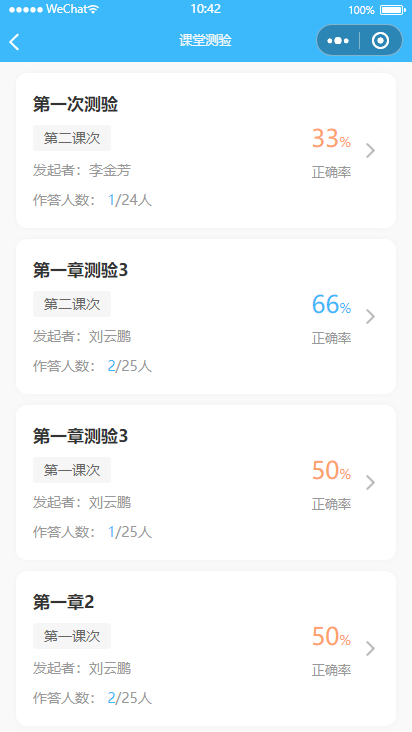 WeChat 10:42 100%
课堂测验
第一次测验
第二课次
发起者：李金芳
作答人数： 1/24人
33%
正确率
第一章测验3
第二课次
发起者：刘云鹏
作答人数： 2/25人
66%
正确率
第一章测验3
第一课次
发起者：刘云鹏
作答人数： 1/25人
50%
正确率
第一章2
第一课次
发起者：刘云鹏
作答人数： 2/25人
50%
正确率